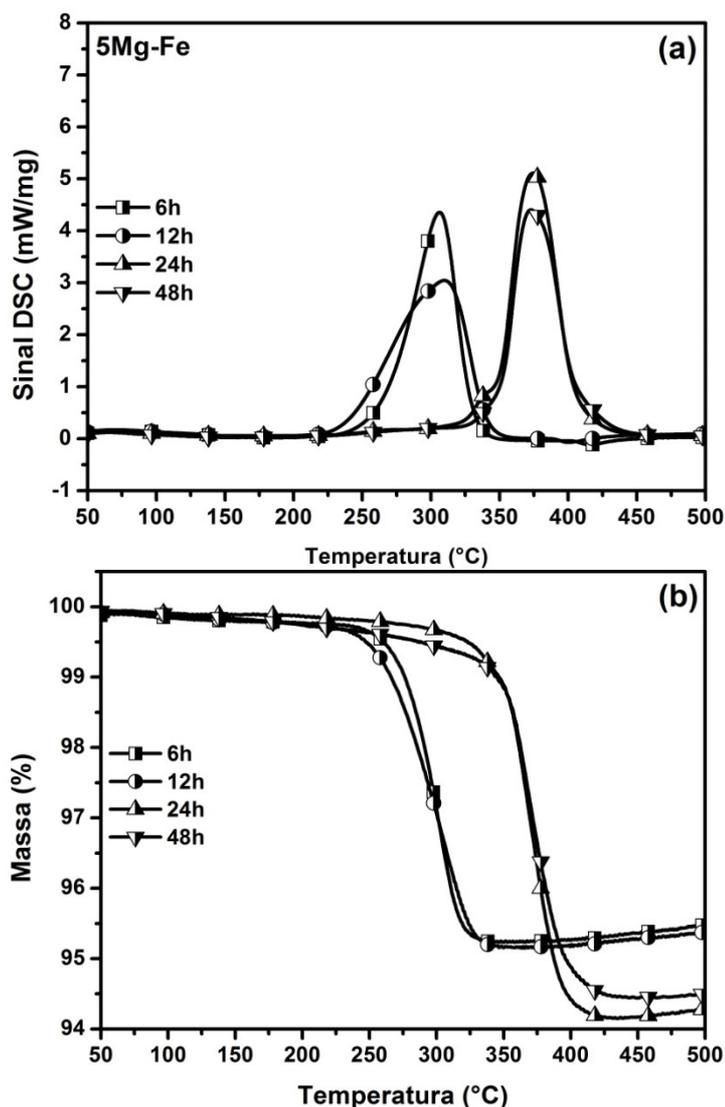 5Mg-Fe
(a)
8
7
6
5
4
3
2
1
0
-1
Sinal DSC (mW/mg)
6h
12h
24h
48h
50 100 150 200 250 300 350 400 450 500
Temperatura (°C)
(b)
100
99
98
97
96
95
94
Massa (%)
6h
12h
24h
48h
50 100 150 200 250 300 350 400 450 500
Temperatura (°C)